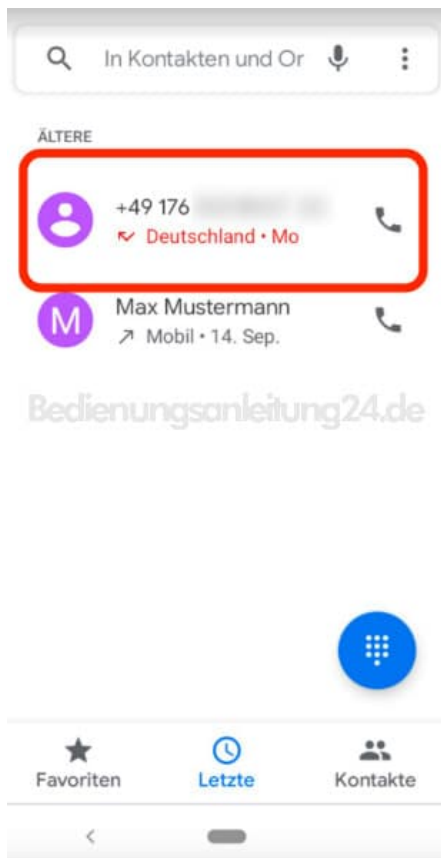 In Kontakten und Or
ÄLTERE
+49 176
Deutschland • Mo
M
Max Mustermann
Mobil • 14. Sep.
Bedienungsanleitung24.de
Favoriten
Letzte
Kontakte